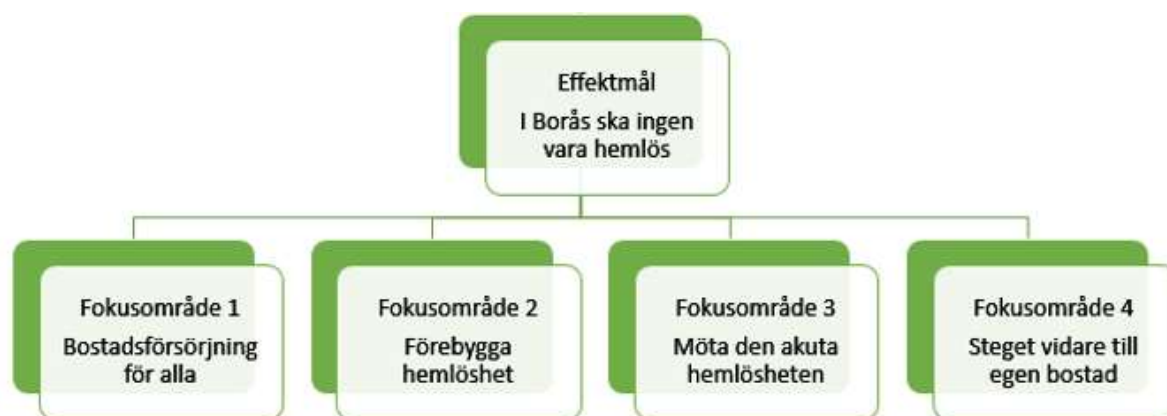 Effektmål
I Borås ska ingen
vara hemlös
Fokusområde 1
Bostadsförsörjning
för alla
Fokusområde 2
Förebygga
hemlöshet
Fokusområde 3
Möta den akuta
hemlösheten
Fokusområde 4
Steget vidare till
egen bostad